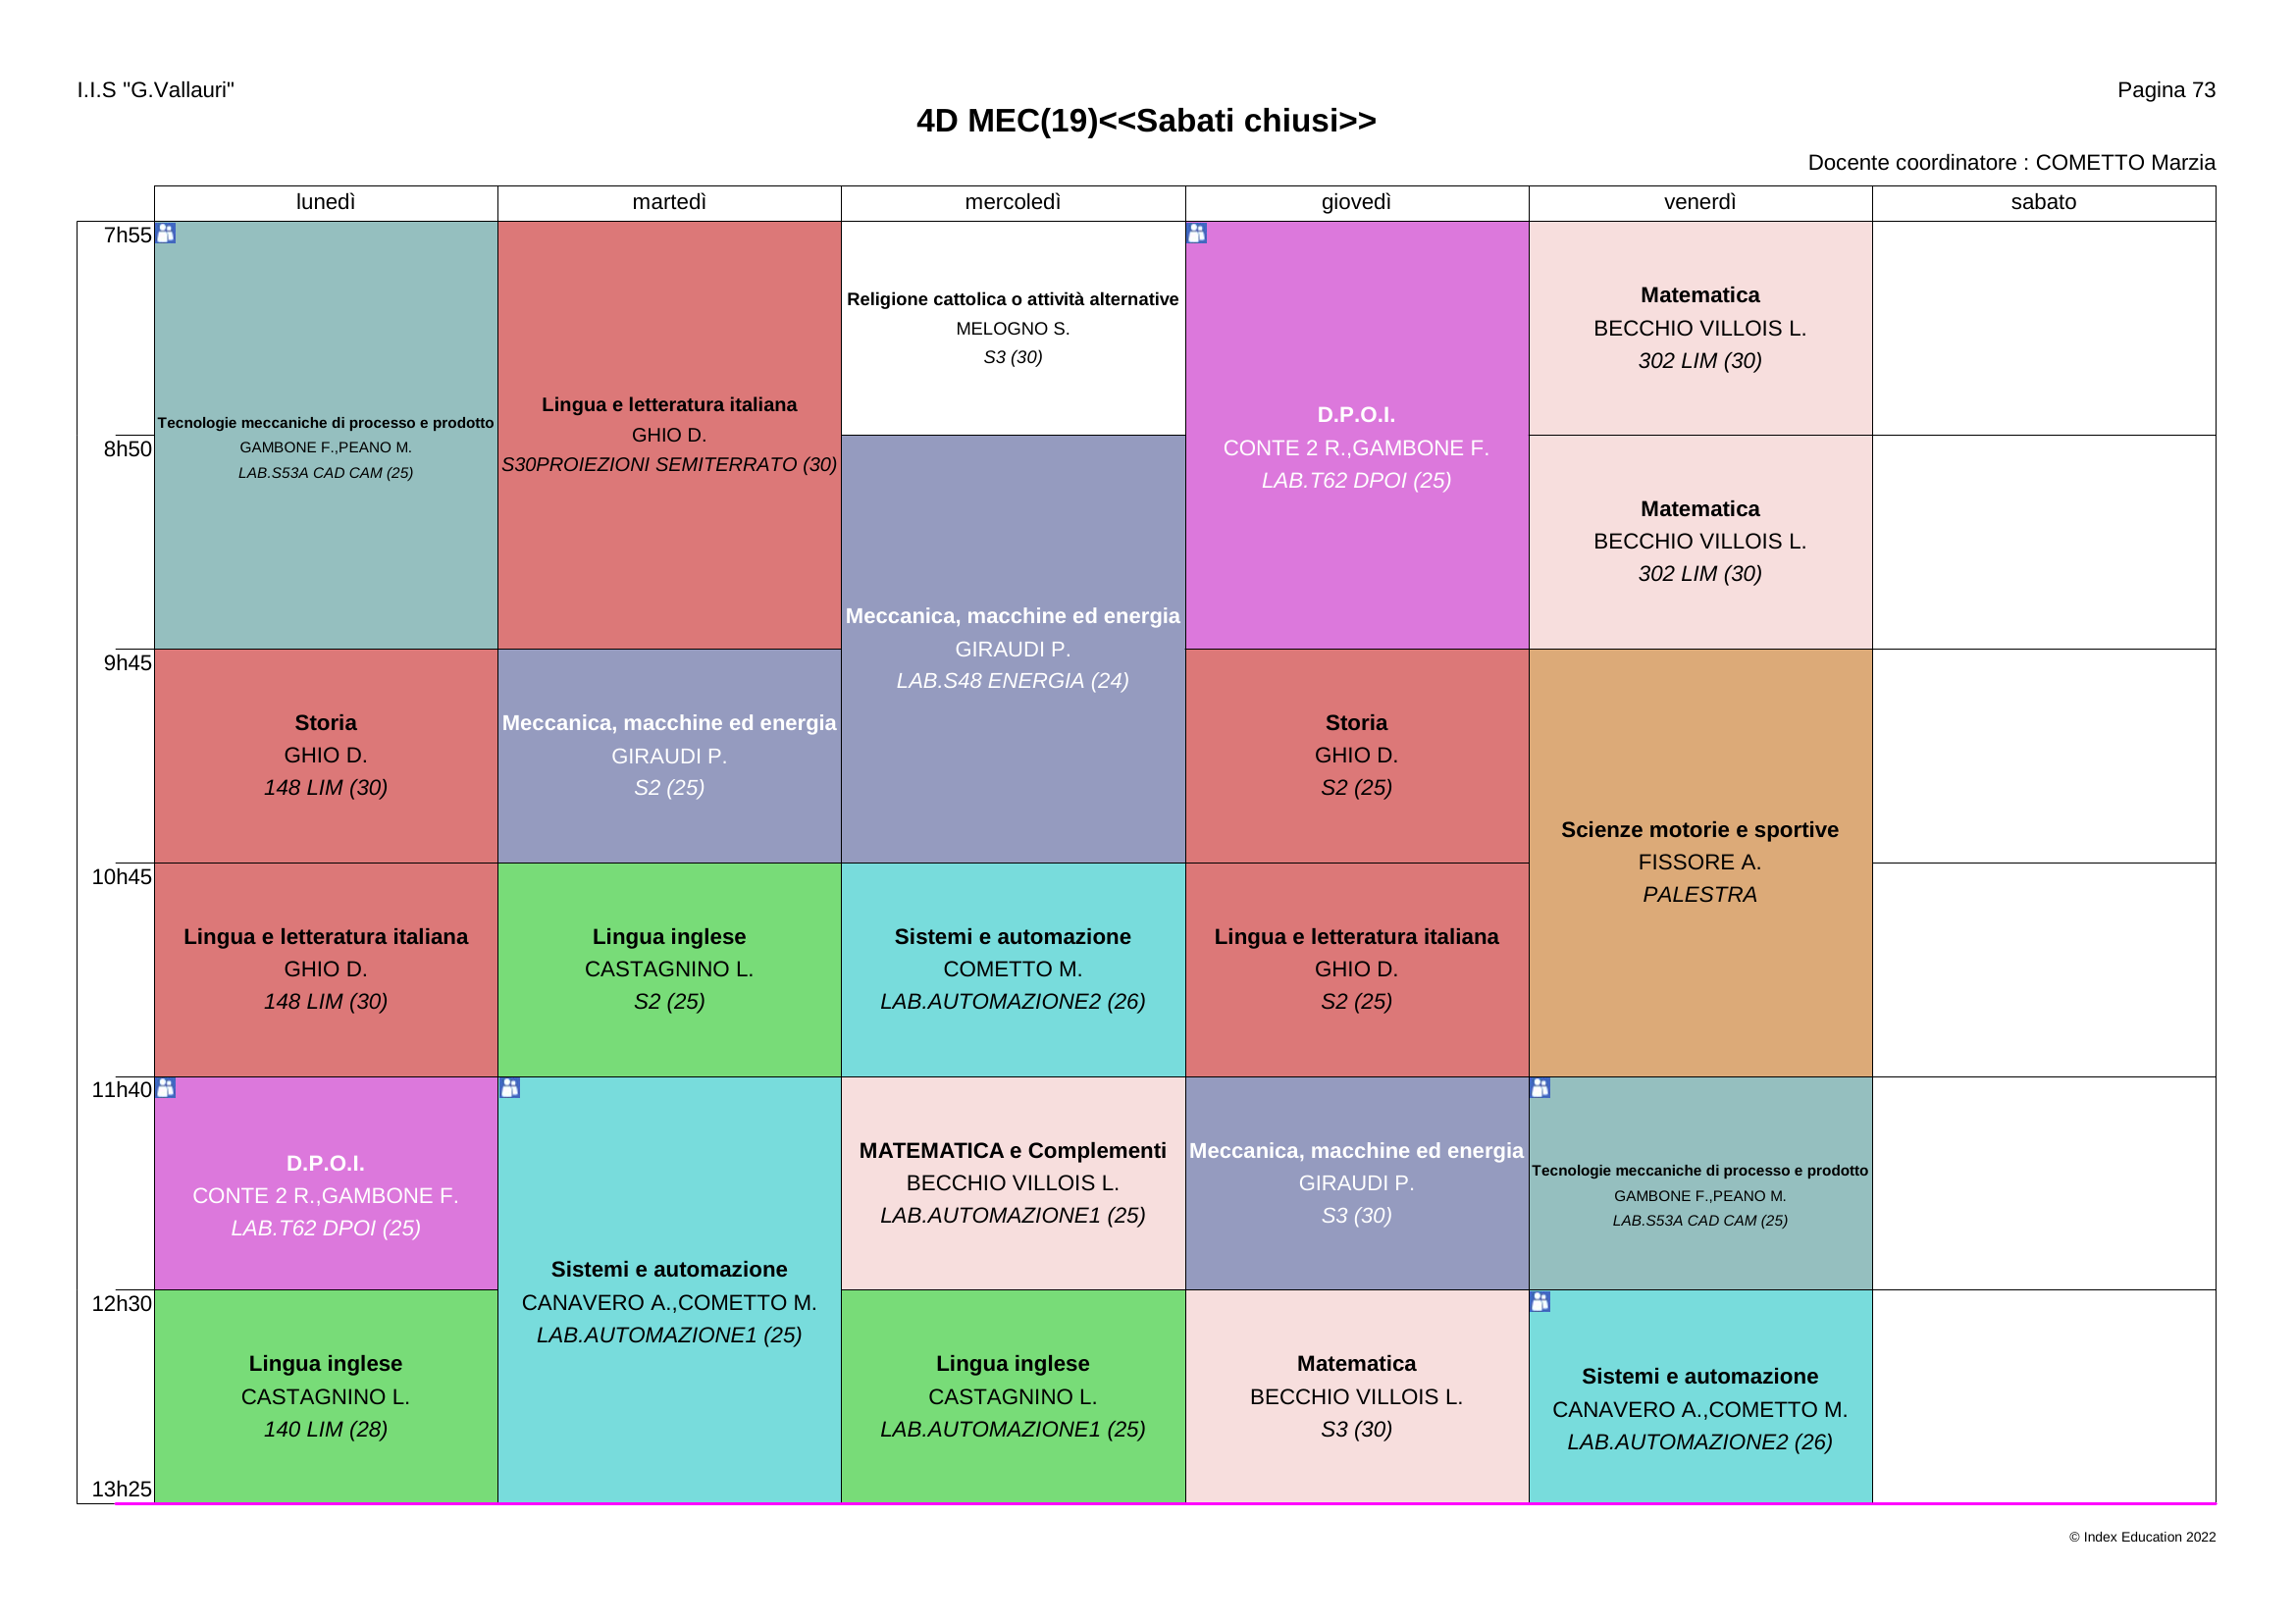 I.I.S "G.Vallauri"
Pagina 73
4D MEC(19)<<Sabati chiusi>>
Docente coordinatore : COMETTO Marzia
lunedì
martedì
mercoledì
giovedì
venerdì
sabato
7h55
Tecnologie meccaniche di processo e prodotto
GAMBONE F.,PEANO M.
LAB.S53A CAD CAM (25)
Lingua e letteratura italiana
GHIO D.
S30PROIEZIONI SEMITERRATO (30)
Religione cattolica o attività alternative
MELOGNO S.
S3 (30)
D.P.O.I.
CONTE 2 R.,GAMBONE F.
LAB.T62 DPOI (25)
Matematica
BECCHIO VILLOIS L.
302 LIM (30)
8h50
Meccanica, macchine ed energia
GIRAUDI P.
LAB.S48 ENERGIA (24)
Matematica
BECCHIO VILLOIS L.
302 LIM (30)
9h45
Storia
GHIO D.
148 LIM (30)
Meccanica, macchine ed energia
GIRAUDI P.
S2 (25)
Storia
GHIO D.
S2 (25)
Scienze motorie e sportive
FISSORE A.
PALESTRA
10h45
Lingua e letteratura italiana
GHIO D.
148 LIM (30)
Lingua inglese
CASTAGNINO L.
S2 (25)
Sistemi e automazione
COMETTO M.
LAB.AUTOMAZIONE2 (26)
Lingua e letteratura italiana
GHIO D.
S2 (25)
11h40
D.P.O.I.
CONTE 2 R.,GAMBONE F.
LAB.T62 DPOI (25)
Sistemi e automazione
CANAVERO A.,COMETTO M.
LAB.AUTOMAZIONE1 (25)
MATEMATICA e Complementi
BECCHIO VILLOIS L.
LAB.AUTOMAZIONE1 (25)
Meccanica, macchine ed energia
GIRAUDI P.
S3 (30)
Tecnologie meccaniche di processo e prodotto
GAMBONE F.,PEANO M.
LAB.S53A CAD CAM (25)
12h30
Lingua inglese
CASTAGNINO L.
140 LIM (28)
Lingua inglese
CASTAGNINO L.
LAB.AUTOMAZIONE1 (25)
Matematica
BECCHIO VILLOIS L.
S3 (30)
Sistemi e automazione
CANAVERO A.,COMETTO M.
LAB.AUTOMAZIONE2 (26)
13h25
© Index Education 2022